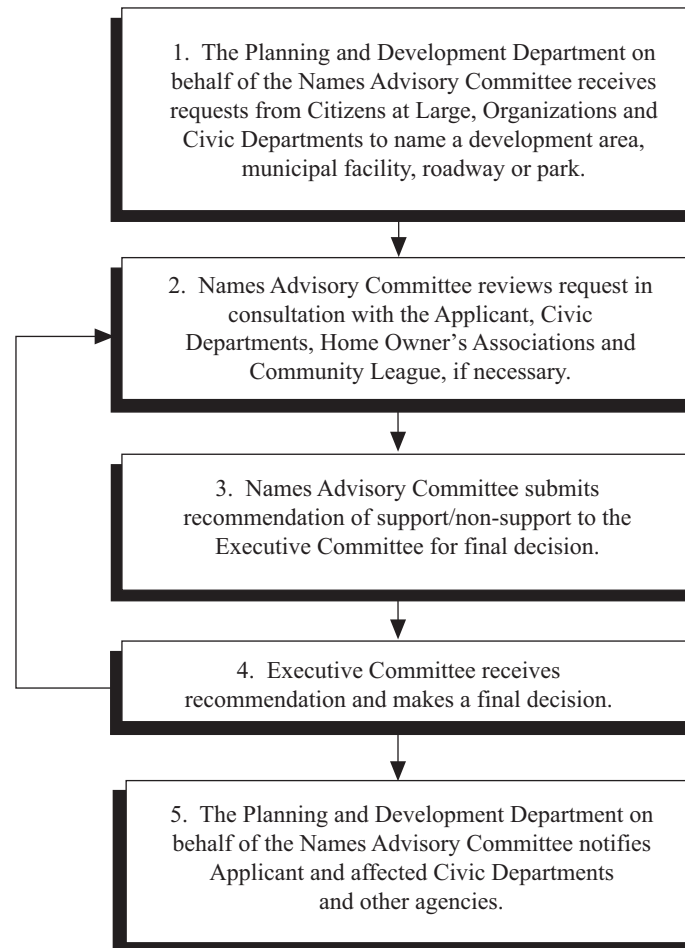 1. The Planning and Development Department on
behalf of the Names Advisory Committee receives
requests from Citizens at Large, Organizations and
Civic Departments to name a development area,
municipal facility, roadway or park.
2. Names Advisory Committee reviews request in
consultation with the Applicant, Civic
Departments, Home Owner’s Associations and
Community League, if necessary.
3. Names Advisory Committee submits
recommendation of support/non-support to the
Executive Committee for final decision.
4. Executive Committee receives
recommendation and makes a final decision.
5. The Planning and Development Department on
behalf of the Names Advisory Committee notifies
Applicant and affected Civic Departments
and other agencies.